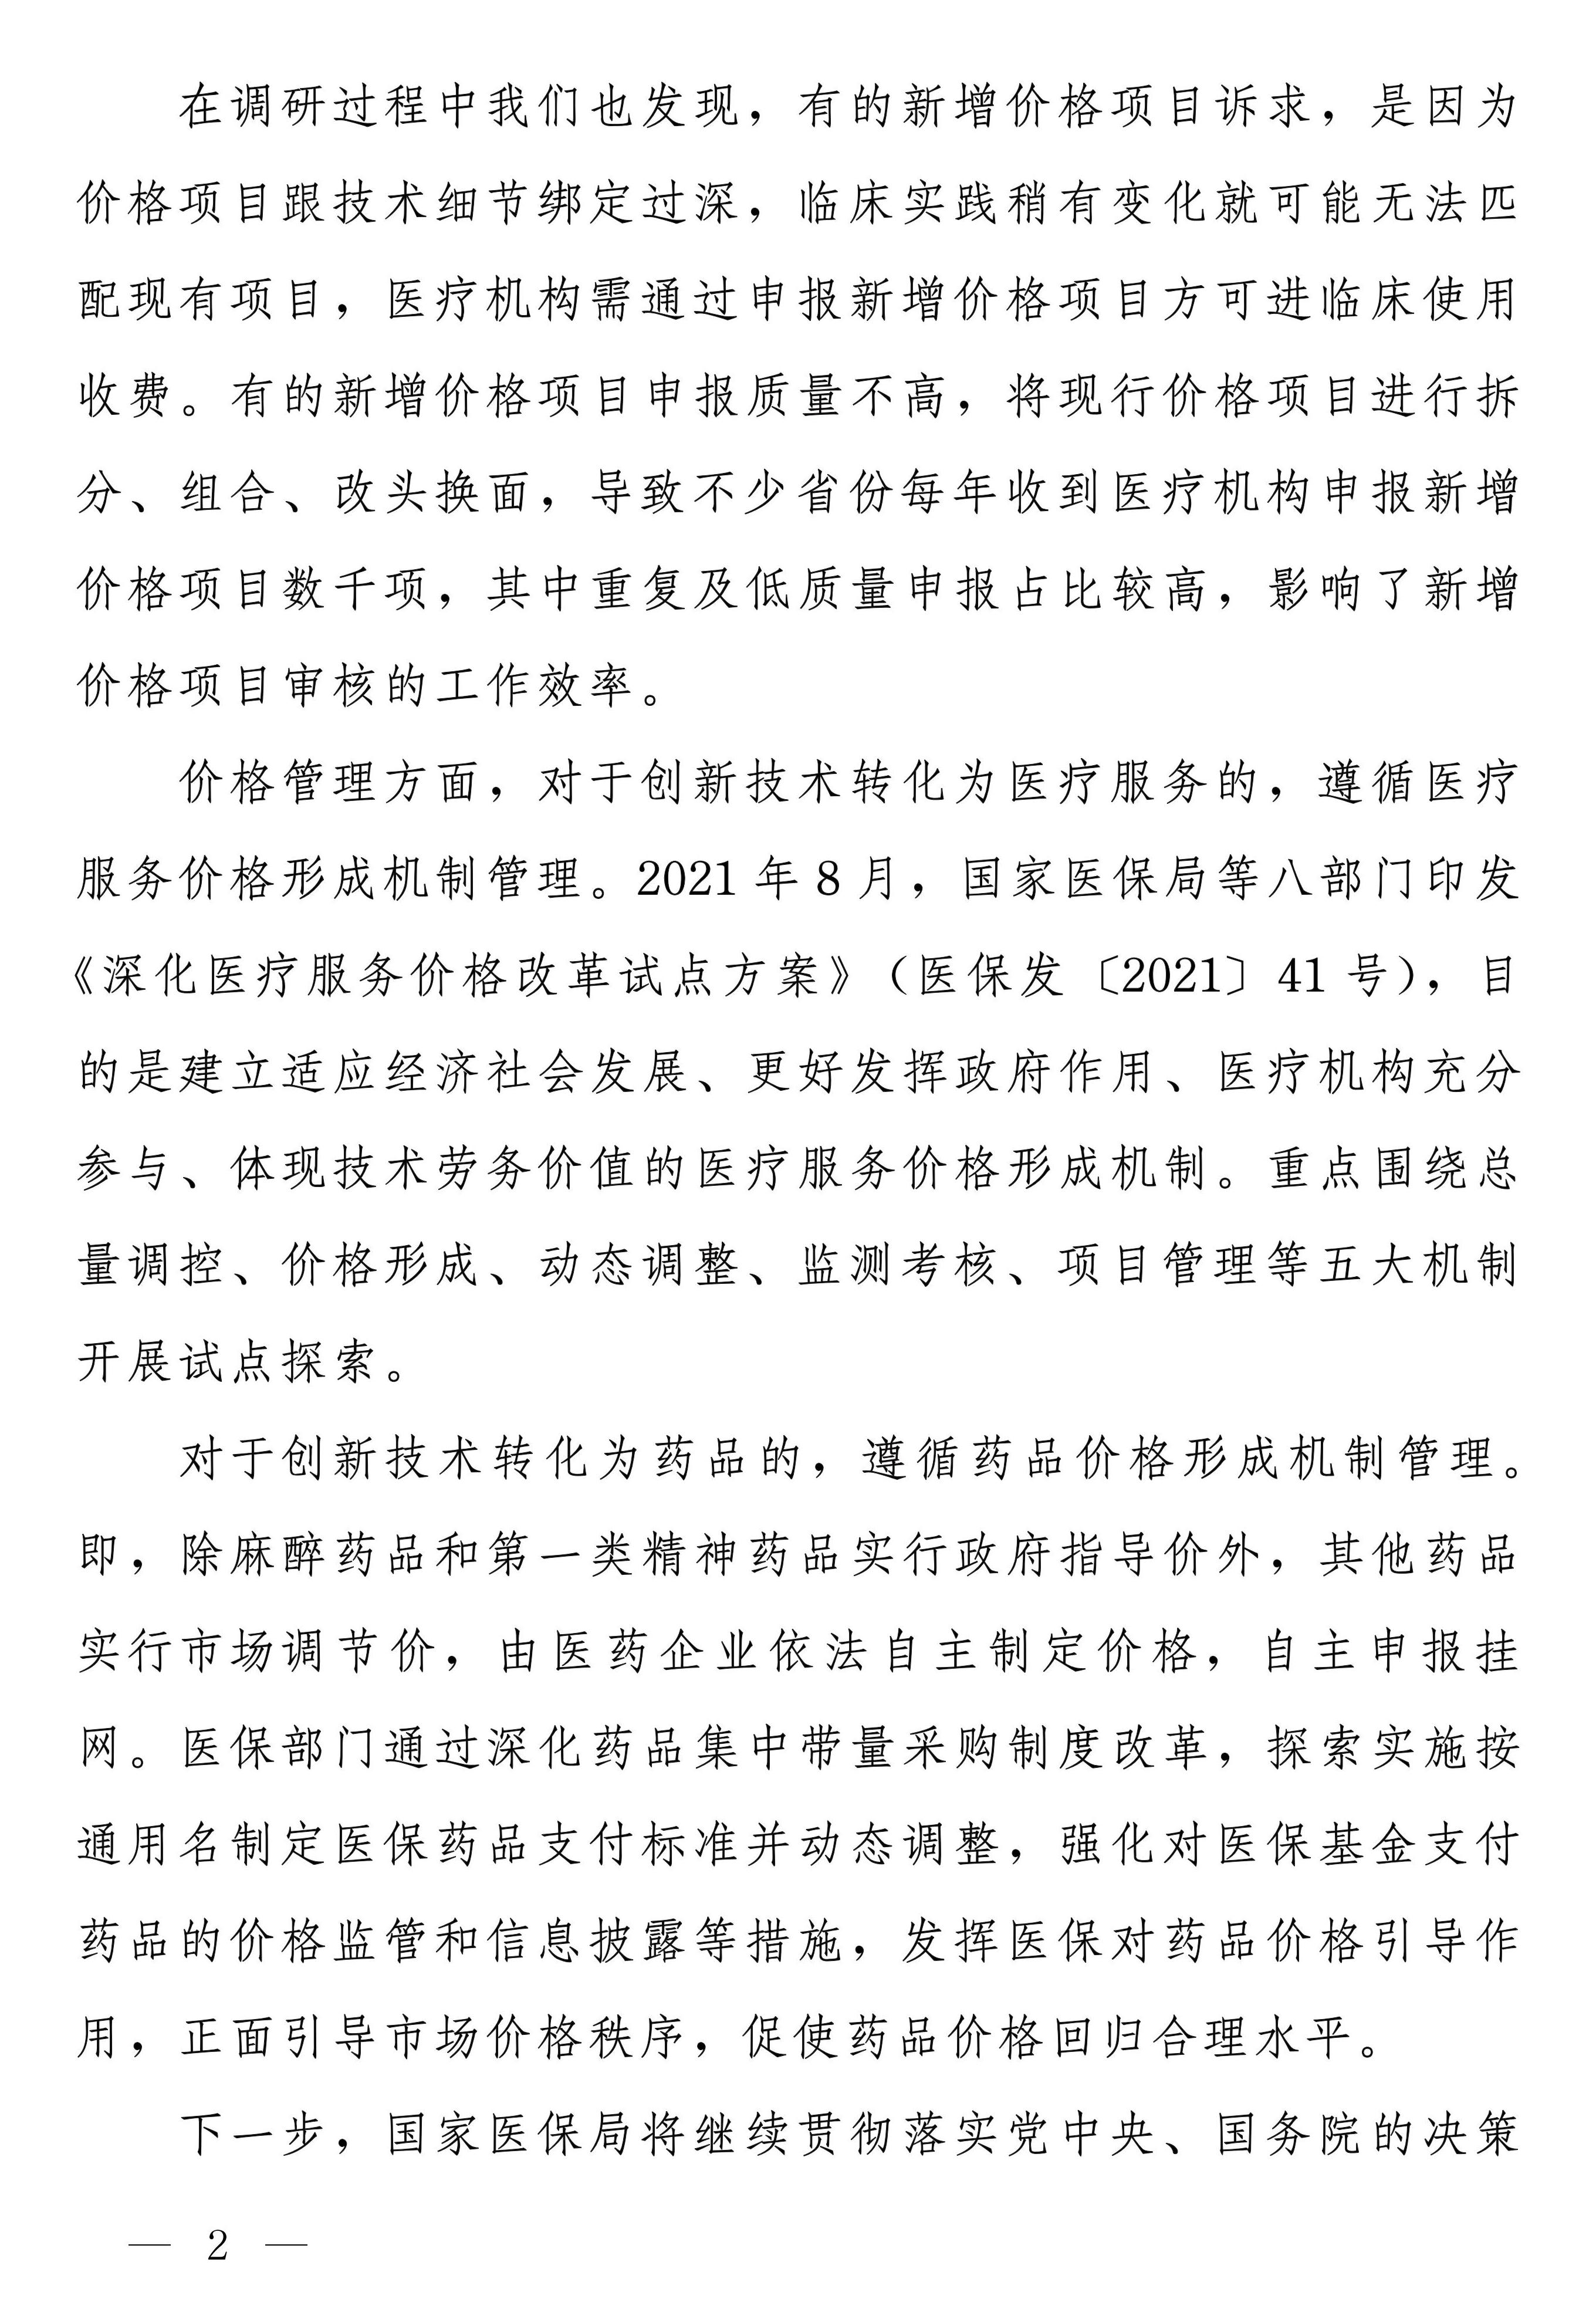 在调研过程中我们也发现，有的新增价格项目诉求，是因为
价格项目跟技术细节绑定过深，临床实践稍有变化就可能无法匹
配现有项目，医疗机构需通过申报新增价格项目方可进临床使用
收费。有的新增价格项目申报质量不高，将现行价格项目进行拆
分、组合、改头换面，导致不少省份每年收到医疗机构申报新增
价格项目数千项，其中重复及低质量申报占比较高，影响了新增
价格项目审核的工作效率。
价格管理方面，对于创新技术转化为医疗服务的，遵循医疗
服务价格形成机制管理。2021 年 8 月，国家医保局等八部门印发
《深化医疗服务价格改革试点方案》（医保发〔2021〕41 号），目
的是建立适应经济社会发展、更好发挥政府作用、医疗机构充分
参与、体现技术劳务价值的医疗服务价格形成机制。重点围绕总
量调控、价格形成、动态调整、监测考核、项目管理等五大机制
开展试点探索。
对于创新技术转化为药品的，遵循药品价格形成机制管理。
即，除麻醉药品和第一类精神药品实行政府指导价外，其他药品
实行市场调节价，由医药企业依法自主制定价格，自主申报挂
网。医保部门通过深化药品集中带量采购制度改革，探索实施按
通用名制定医保药品支付标准并动态调整，强化对医保基金支付
药品的价格监管和信息披露等措施，发挥医保对药品价格引导作
用，正面引导市场价格秩序，促使药品价格回归合理水平。
下一步，国家医保局将继续贯彻落实党中央、国务院的决策
— 2 —